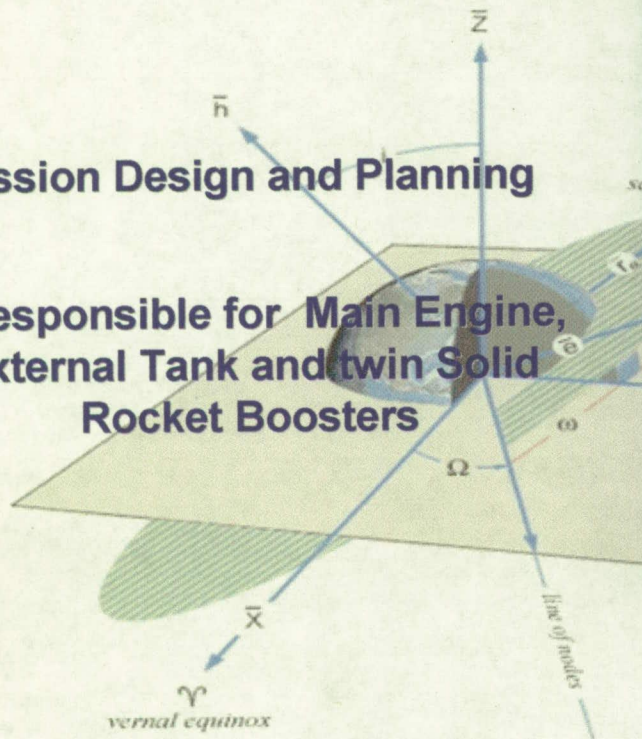 Z̄
h̄
i
ssion Design and Planning
esponsible for Main Engine,
xternal Tank and twin Solid
Rocket Boosters
ē
ω
Ω
line of nodes
X̄
♈
vernal equinox